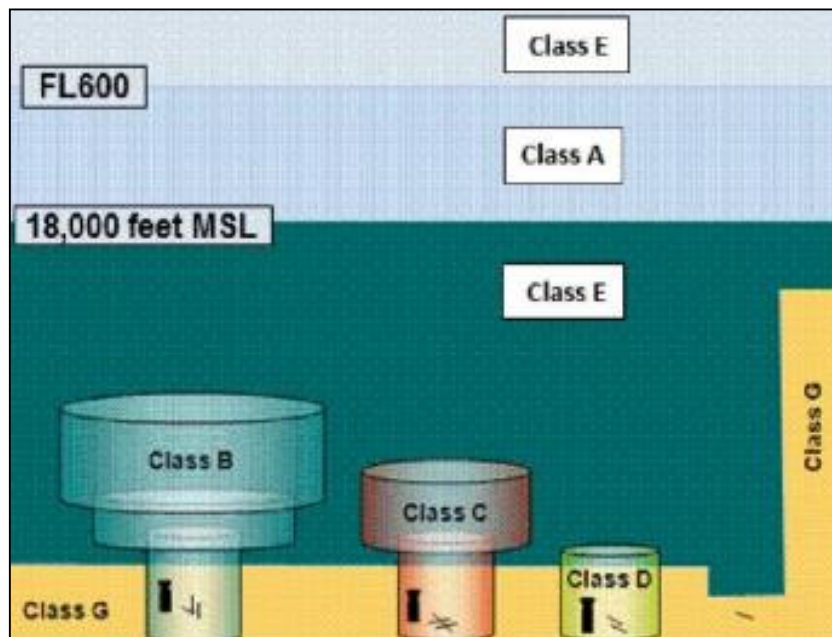 Class E
FL600
Class A
18,000 feet MSL
Class E
Class G
Class B
Class C
Class D
Class G